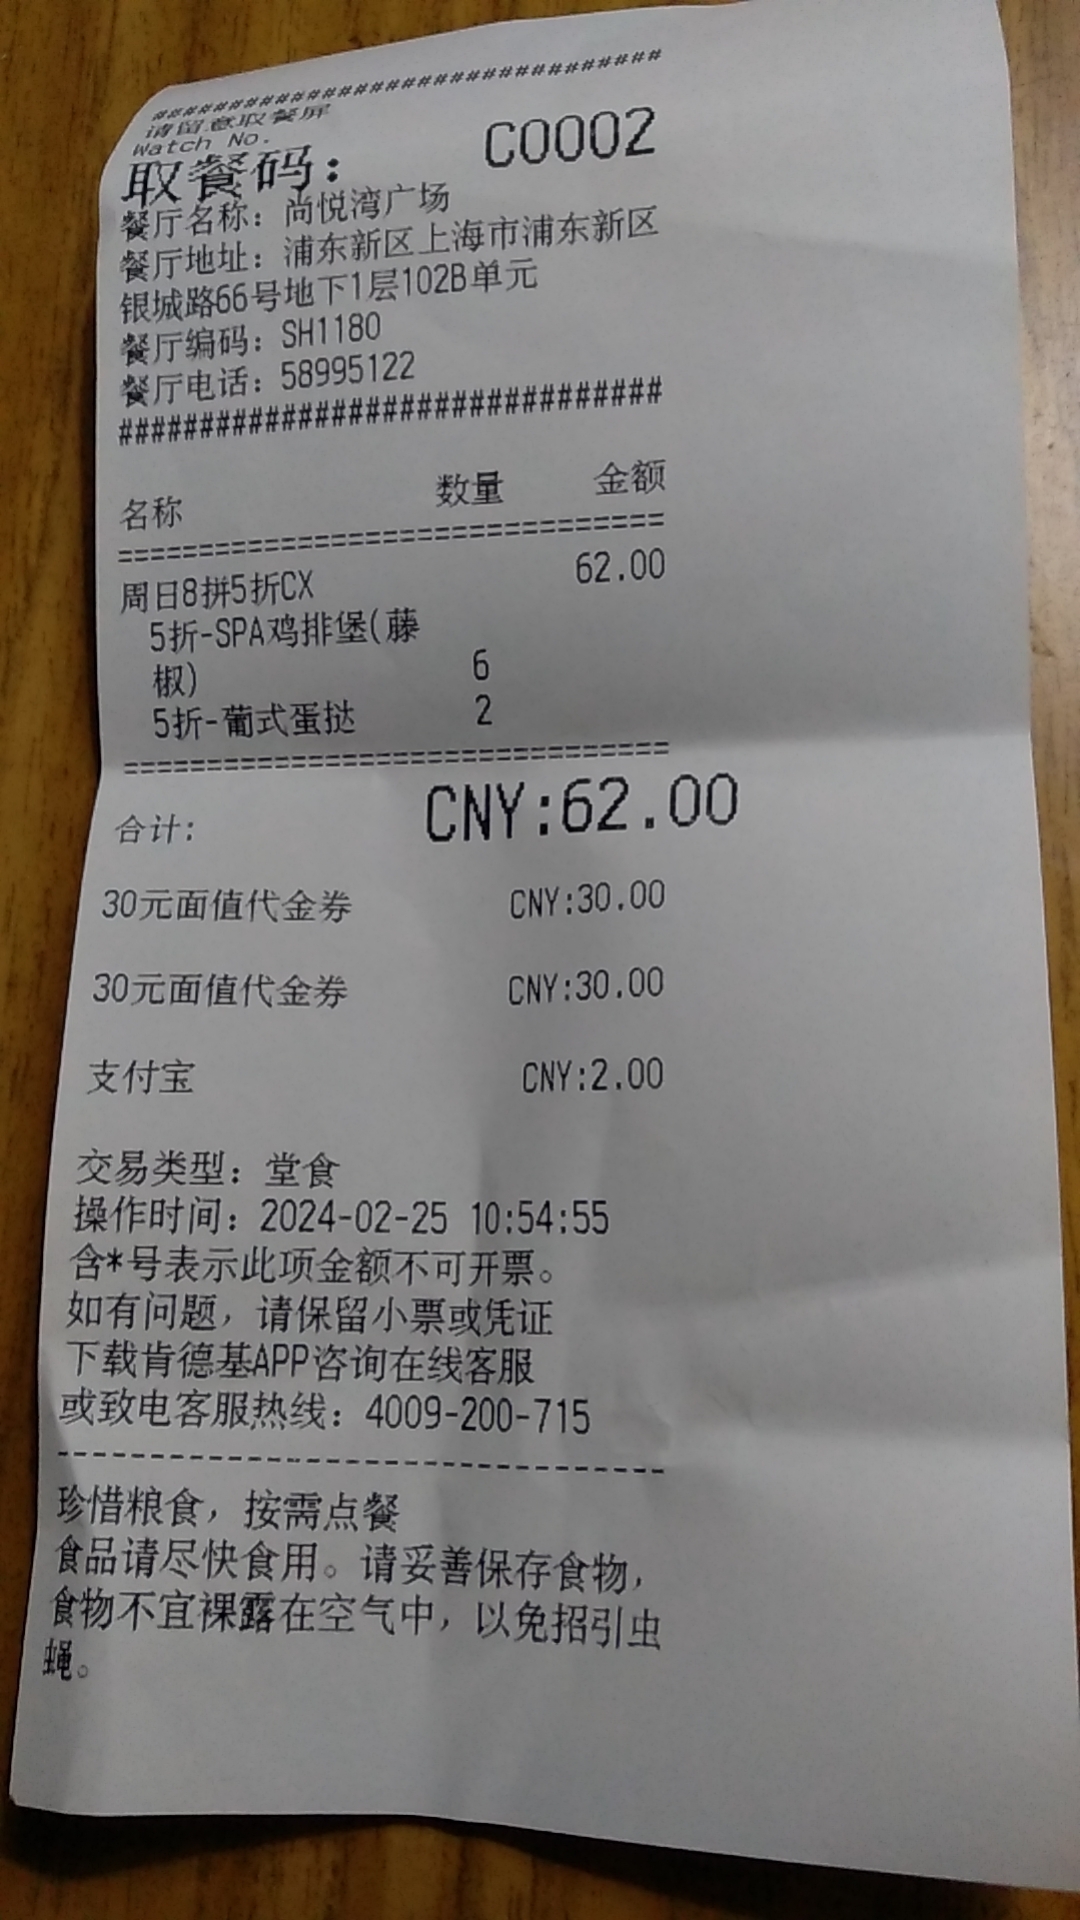 ################################
请留意取餐屏
Watch No.
取餐码: C0002
餐厅名称: 尚悦湾广场
餐厅地址: 浦东新区上海市浦东新区
银城路66号地下1层102B单元
餐厅编码: SH1180
餐厅电话: 58995122
################################
名称 数量 金额
================================
周日8拼5折CX 62.00
5折-SPA鸡排堡(藤
椒) 6
5折-葡式蛋挞 2
================================
合计: CNY:62.00
30元面值代金券 CNY:30.00
30元面值代金券 CNY:30.00
支付宝 CNY:2.00
交易类型: 堂食
操作时间: 2024-02-25 10:54:55
含*号表示此项金额不可开票。
如有问题, 请保留小票或凭证
下载肯德基APP咨询在线客服
或致电客服热线: 4009-200-715
--------------------------------
珍惜粮食, 按需点餐
食品请尽快食用。请妥善保存食物,
食物不宜裸露在空气中, 以免招引虫
蝇。